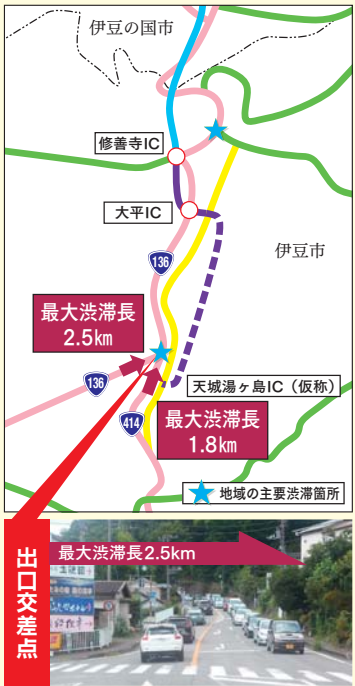 伊豆の国市
修善寺IC
大平IC
伊豆市
136
最大渋滞長
2.5km
136
天城湯ヶ島IC（仮称）
414
最大渋滞長
1.8km
地域の主要渋滞箇所
出口交差点
最大渋滞長2.5km